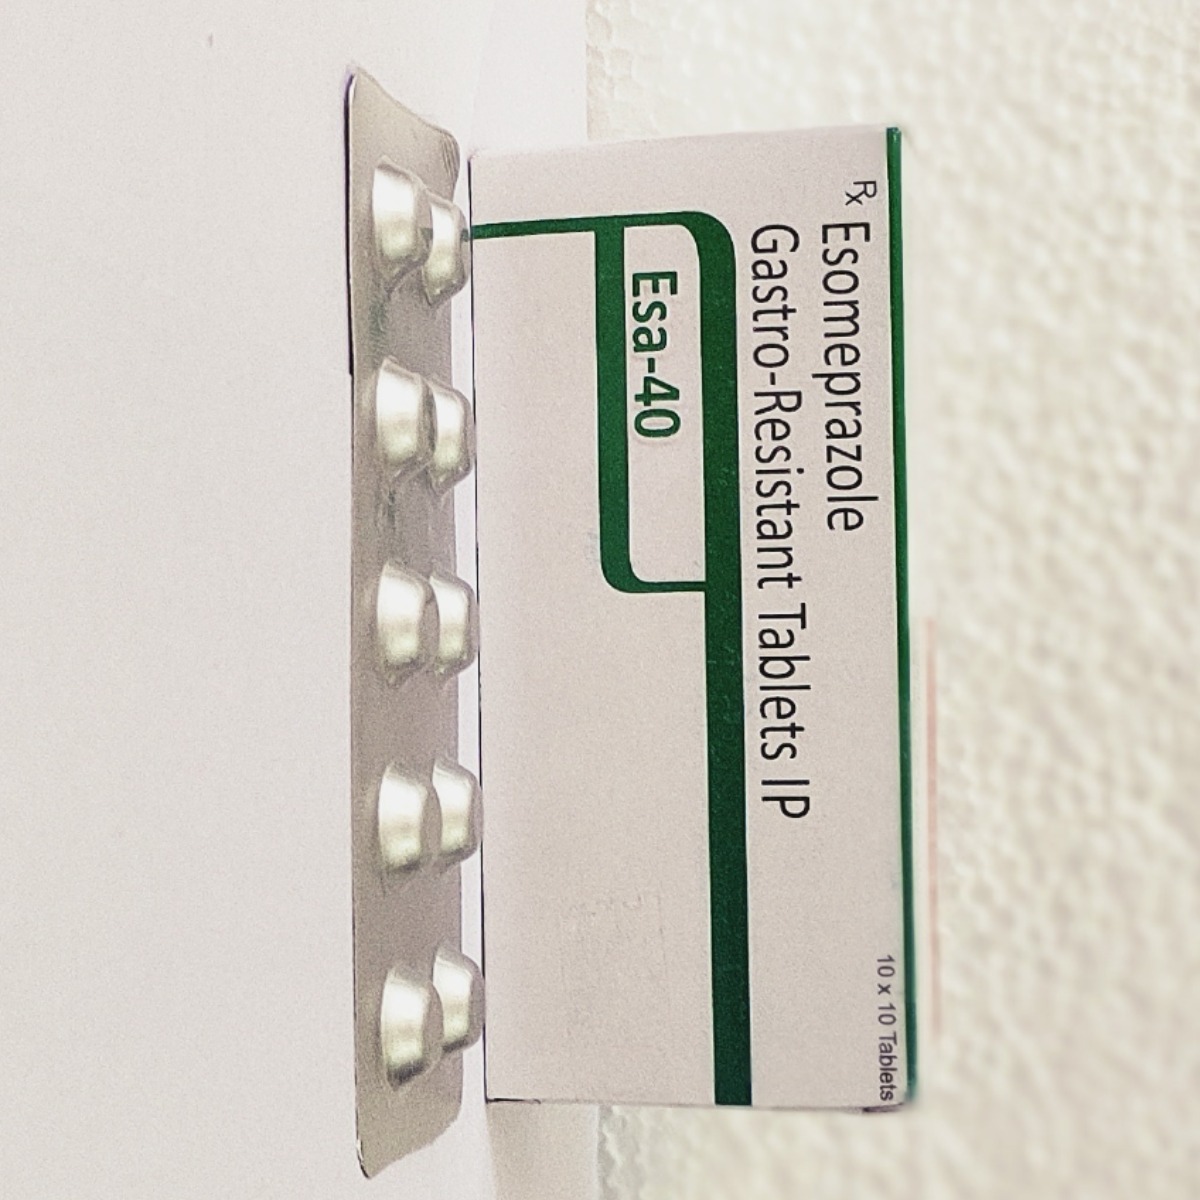 Rx Esomeprazole
Gastro-Resistant Tablets IP
Esa-40
10 x 10 Tablets